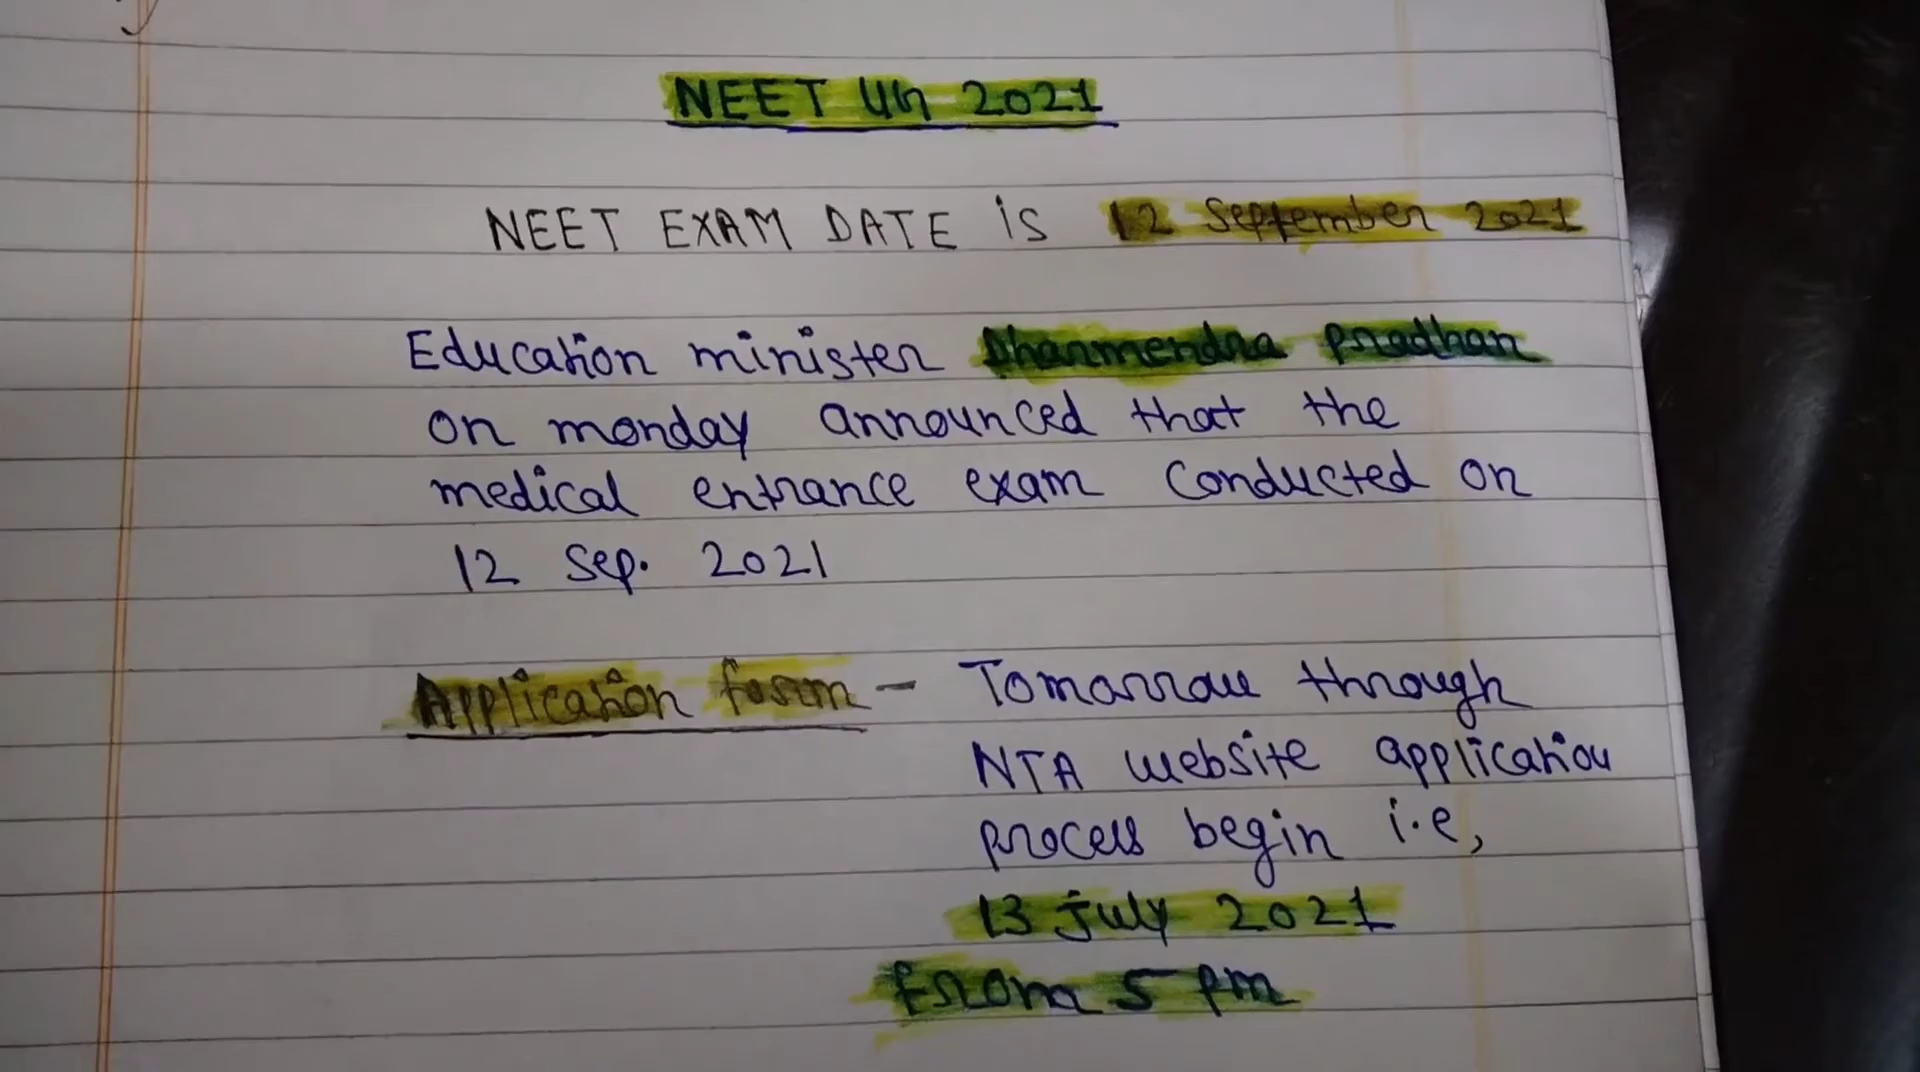 NEET UG 2021
NEET EXAM DATE is 12 September 2021
Education minister Dharmendra Pradhan
on monday announced that the
medical entrance exam conducted on
12 Sep. 2021
Application form - Tomorrow through
NTA website application
process begin i.e,
13 July 2021
from 5 pm